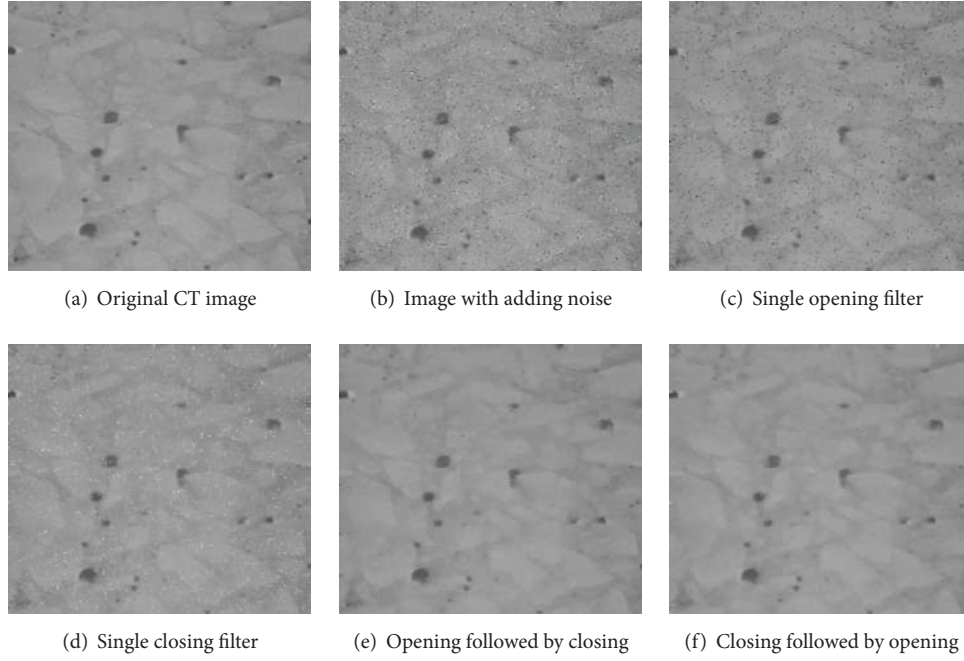 (a) Original CT image
(b) Image with adding noise
(c) Single opening filter
(d) Single closing filter
(e) Opening followed by closing
(f) Closing followed by opening